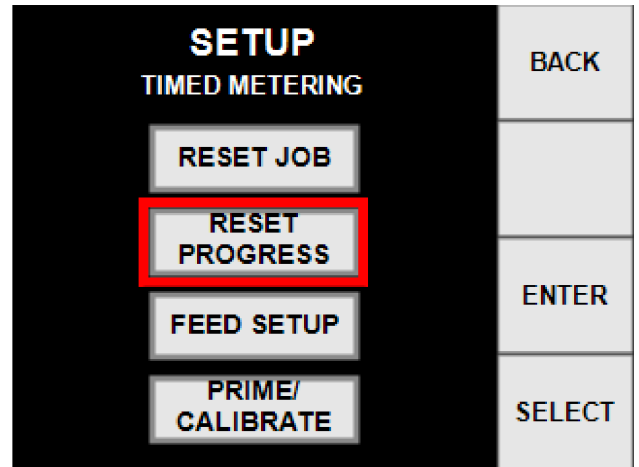 SETUP
TIMED METERING
RESET JOB
RESET
PROGRESS
FEED SETUP
PRIME/
CALIBRATE
BACK
ENTER
SELECT